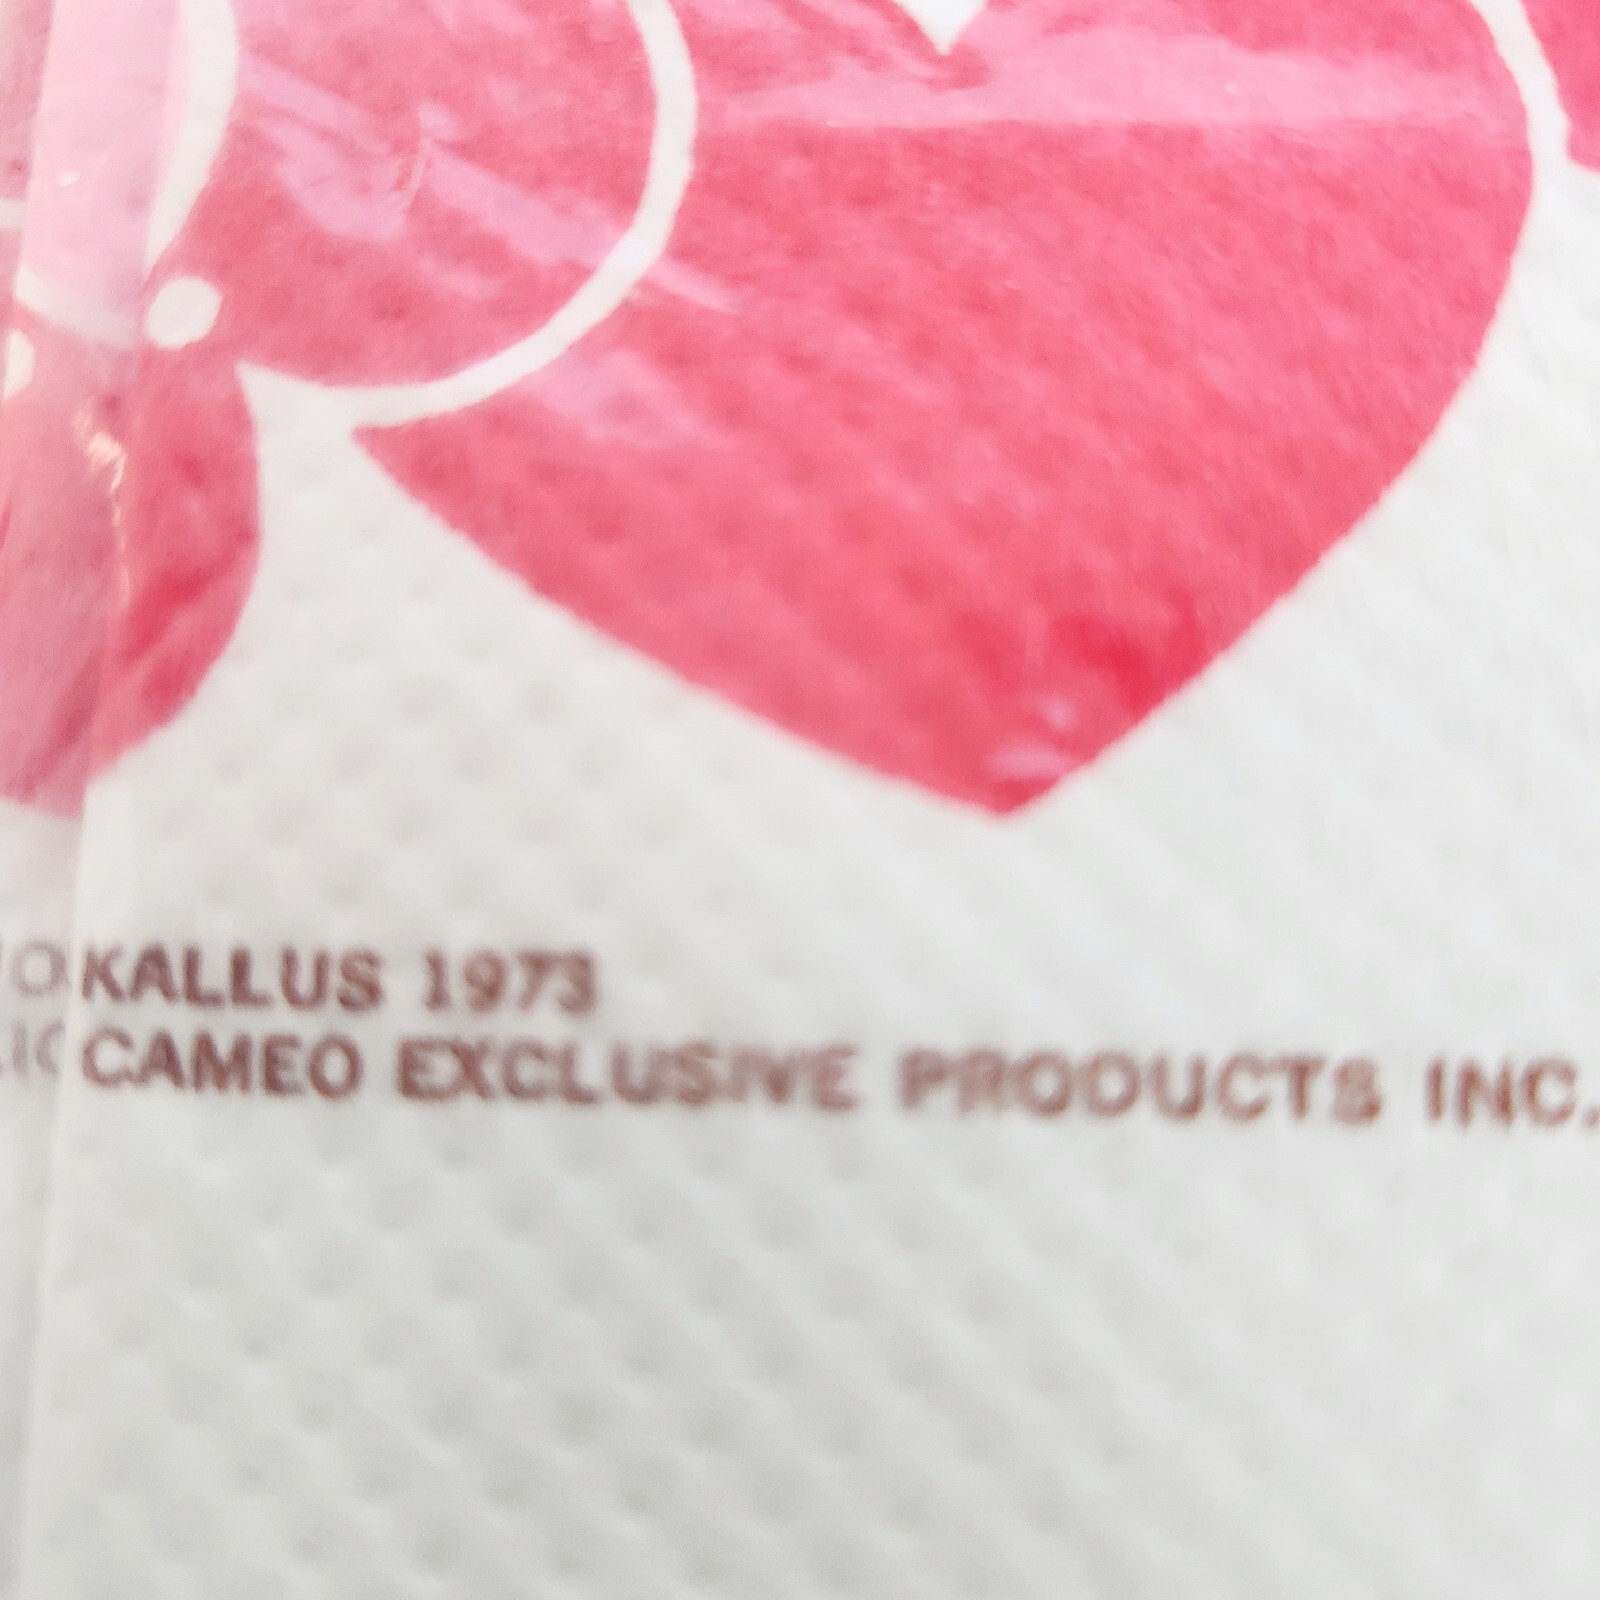 KALLUS 1973
CAMEO EXCLUSIVE PRODUCTS INC.